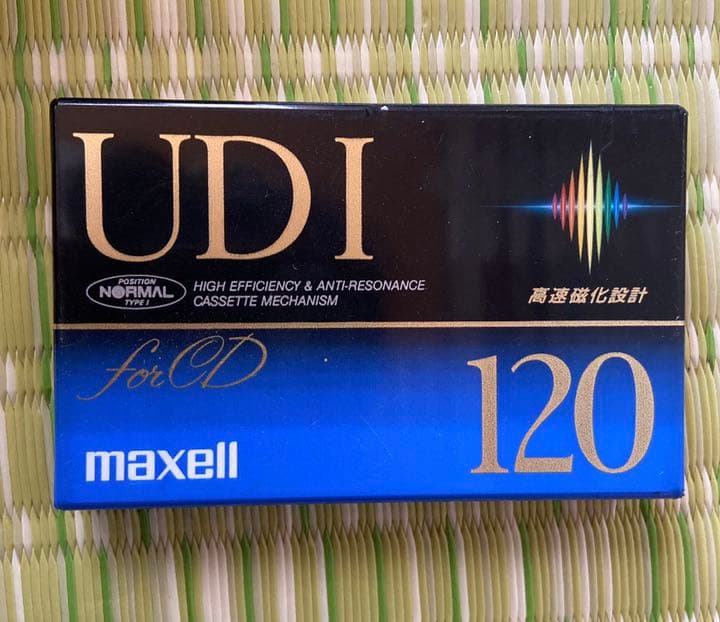 UD I
POSITION
NORMAL
TYPE I
HIGH EFFICIENCY & ANTI-RESONANCE
CASSETTE MECHANISM
高速磁化設計
for CD
120
maxell